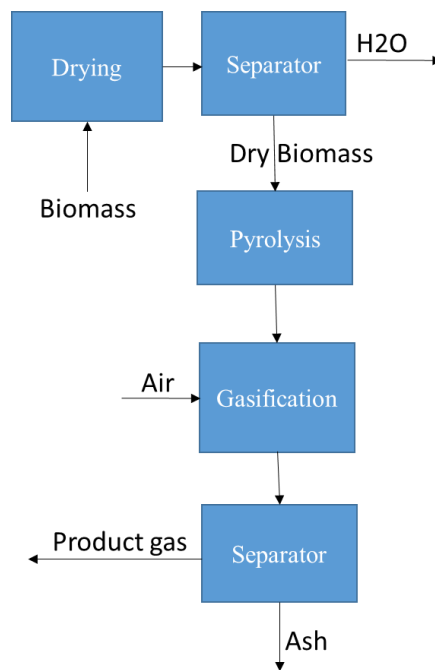 Drying
Separator
H2O
Biomass
Dry Biomass
Pyrolysis
Air
Gasification
Product gas
Separator
Ash